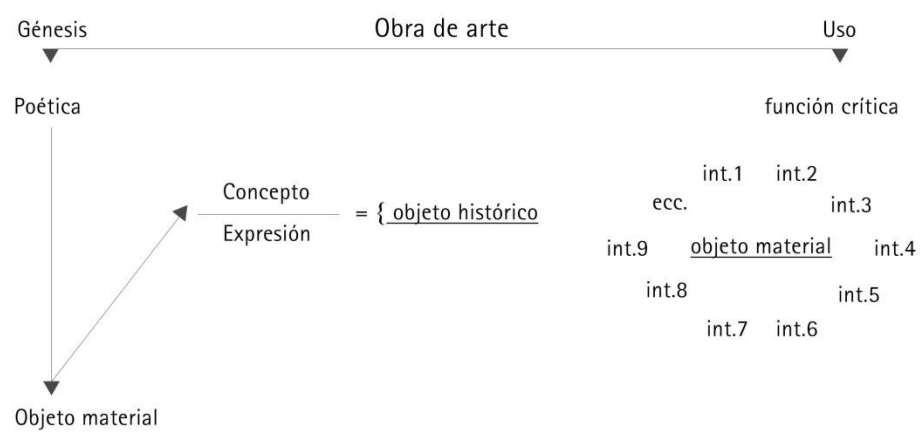 Génesis Obra de arte Uso
Poética función crítica
int.1 int.2
Concepto ecc. int.3
= { objeto histórico
Expresión
int.9 objeto material int.4
int.8 int.5
int.7 int.6
Objeto material